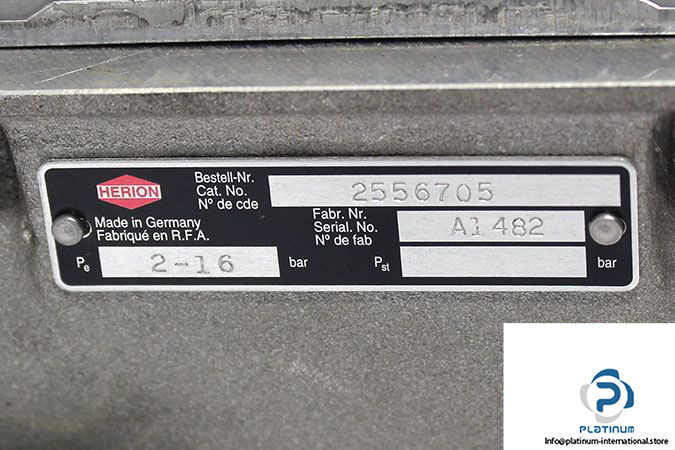 HERION
Bestell-Nr.
Cat. No.
N° de cde
2556705
Made in Germany
Fabriqué en R.F.A.
Fabr. Nr.
Serial. No.
N° de fab
A1482
Pe 2-16 bar
Pst bar
PLATINUM
Info@platinum-international.store